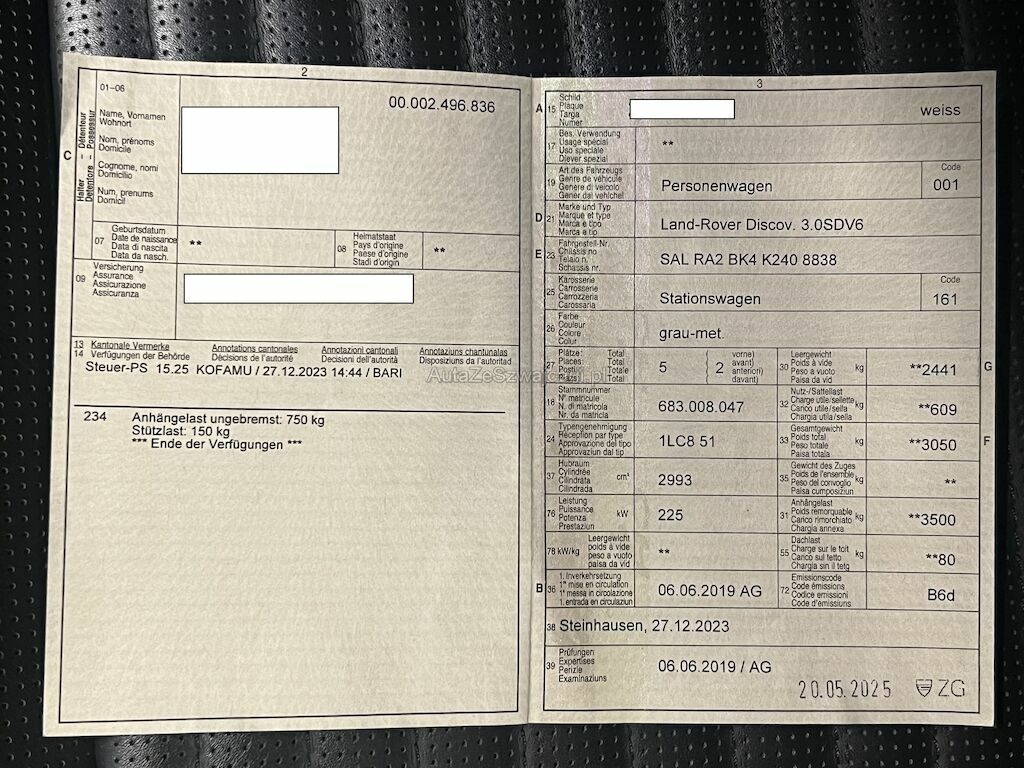 2
01–06
00.002.496.836
Name, Vornamen
Wohnort
Nom, prénoms
Domicile
Cognome, nomi
Domicilio
Num, prenums
Domicil
C
Halter – Détenteur
Detentore – Possessur
07
Geburtsdatum
Date de naissance
Data di nascita
Data da nasch.
**
08
Heimatstaat
Pays d'origine
Paese d'origine
Stadi d'origin
**
09
Versicherung
Assurance
Assicurazione
Assicuranza
13 Kantonale Vermerke Annotations cantonales Annotazioni cantonali Annotaziuns chantunalas
14 Verfügungen der Behörde Décisions de l'autorité Decisioni dell'autorità Disposiziuns da l'autoritad
Steuer-PS 15.25 KOFAMU / 27.12.2023 14:44 / BARI
234 Anhängelast ungebremst: 750 kg
Stützlast: 150 kg
*** Ende der Verfügungen ***
AutaZeSzwajcarii.pl
3
A 15
Schild
Plaque
Targa
Numer
weiss
17
Bes. Verwendung
Usage spécial
Uso speciale
Diever spezial
**
19
Art des Fahrzeugs
Genre de véhicule
Genere di veicolo
Gener dal vehichel
Personenwagen
Code
001
D 21
Marke und Typ
Marque et type
Marca e tipo
Marca e tip
Land-Rover Discov. 3.0SDV6
E 23
Fahrgestell-Nr.
Châssis no
Telaio n.
Schassis nr.
SAL RA2 BK4 K240 8838
25
Karosserie
Carrosserie
Carrozzeria
Carossaria
Stationswagen
Code
161
26
Farbe
Couleur
Colore
Colur
grau-met.
27
Plätze: Total
Places: Total
Posti: Totale
Plazs: Total
5
2
vorne)
avant)
anteriori)
davant)
30
Leergewicht
Poids à vide
Peso a vuoto
Paisa da vid
kg
**2441
G
18
Stammnummer
N° matricule
N. di matricola
Nr. da matricla
683.008.047
32
Nutz-/Sattellast
Charge utile/sellette
Carico utile/sella
Chargia utila/sella
kg
**609
24
Typengenehmigung
Réception par type
Approvazione del tipo
Approvaziun dal tip
1LC8 51
33
Gesamtgewicht
Poids total
Peso totale
Paisa totala
kg
**3050
F
37
Hubraum
Cylindrée
Cilindrata
Cilindrada
cm³
2993
35
Gewicht des Zuges
Poids de l'ensemble
Peso del convoglio
Paisa cumposiziun
kg
**
76
Leistung
Puissance
Potenza
Prestaziun
kW
225
31
Anhängelast
Poids remorquable
Carico rimorchiato
Chargia annexa
kg
**3500
78 kW/kg
Leergewicht
poids à vide
peso a vuoto
paisa da vid
**
55
Dachlast
Charge sur le toit
Carico sul tetto
Chargia sin il tetg
kg
**80
B 36
1. Inverkehrsetzung
1re mise en circulation
1a messa in circolazione
1. entrada en circulaziun
06.06.2019 AG
72
Emissionscode
Code émissions
Codice emissioni
Code d'emissiuns
B6d
38 Steinhausen, 27.12.2023
39
Prüfungen
Expertises
Perizie
Examinaziuns
06.06.2019 / AG
20.05.2025 ZG